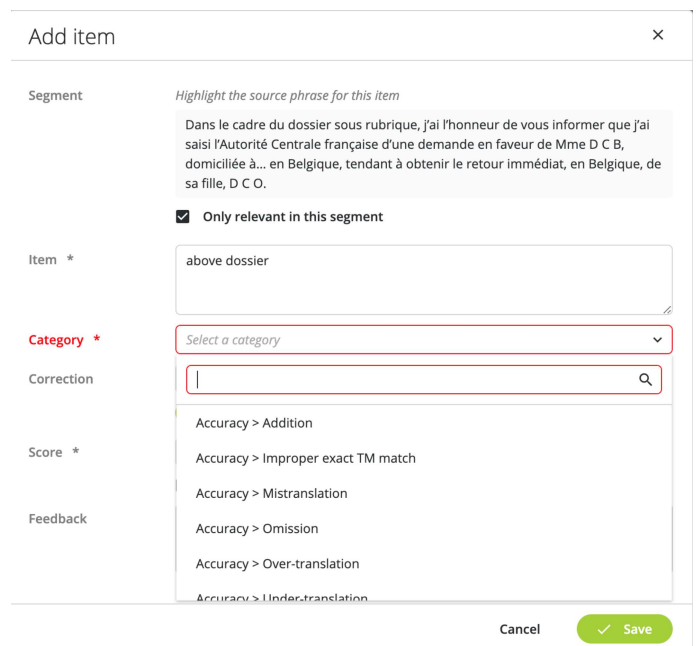 Add item
Segment
Highlight the source phrase for this item
Dans le cadre du dossier sous rubrique, j’ai l’honneur de vous informer que j’ai
saisi l’Autorité Centrale française d’une demande en faveur de Mme D C B,
domiciliée à... en Belgique, tendant à obtenir le retour immédiat, en Belgique, de
sa fille, D C O.
Only relevant in this segment
Item *
above dossier
Category *
Select a category
Correction
Accuracy > Addition
Score *
Accuracy > Improper exact TM match
Accuracy > Mistranslation
Feedback
Accuracy > Omission
Accuracy > Over-translation
Accuracy > Under-translation
Cancel
Save